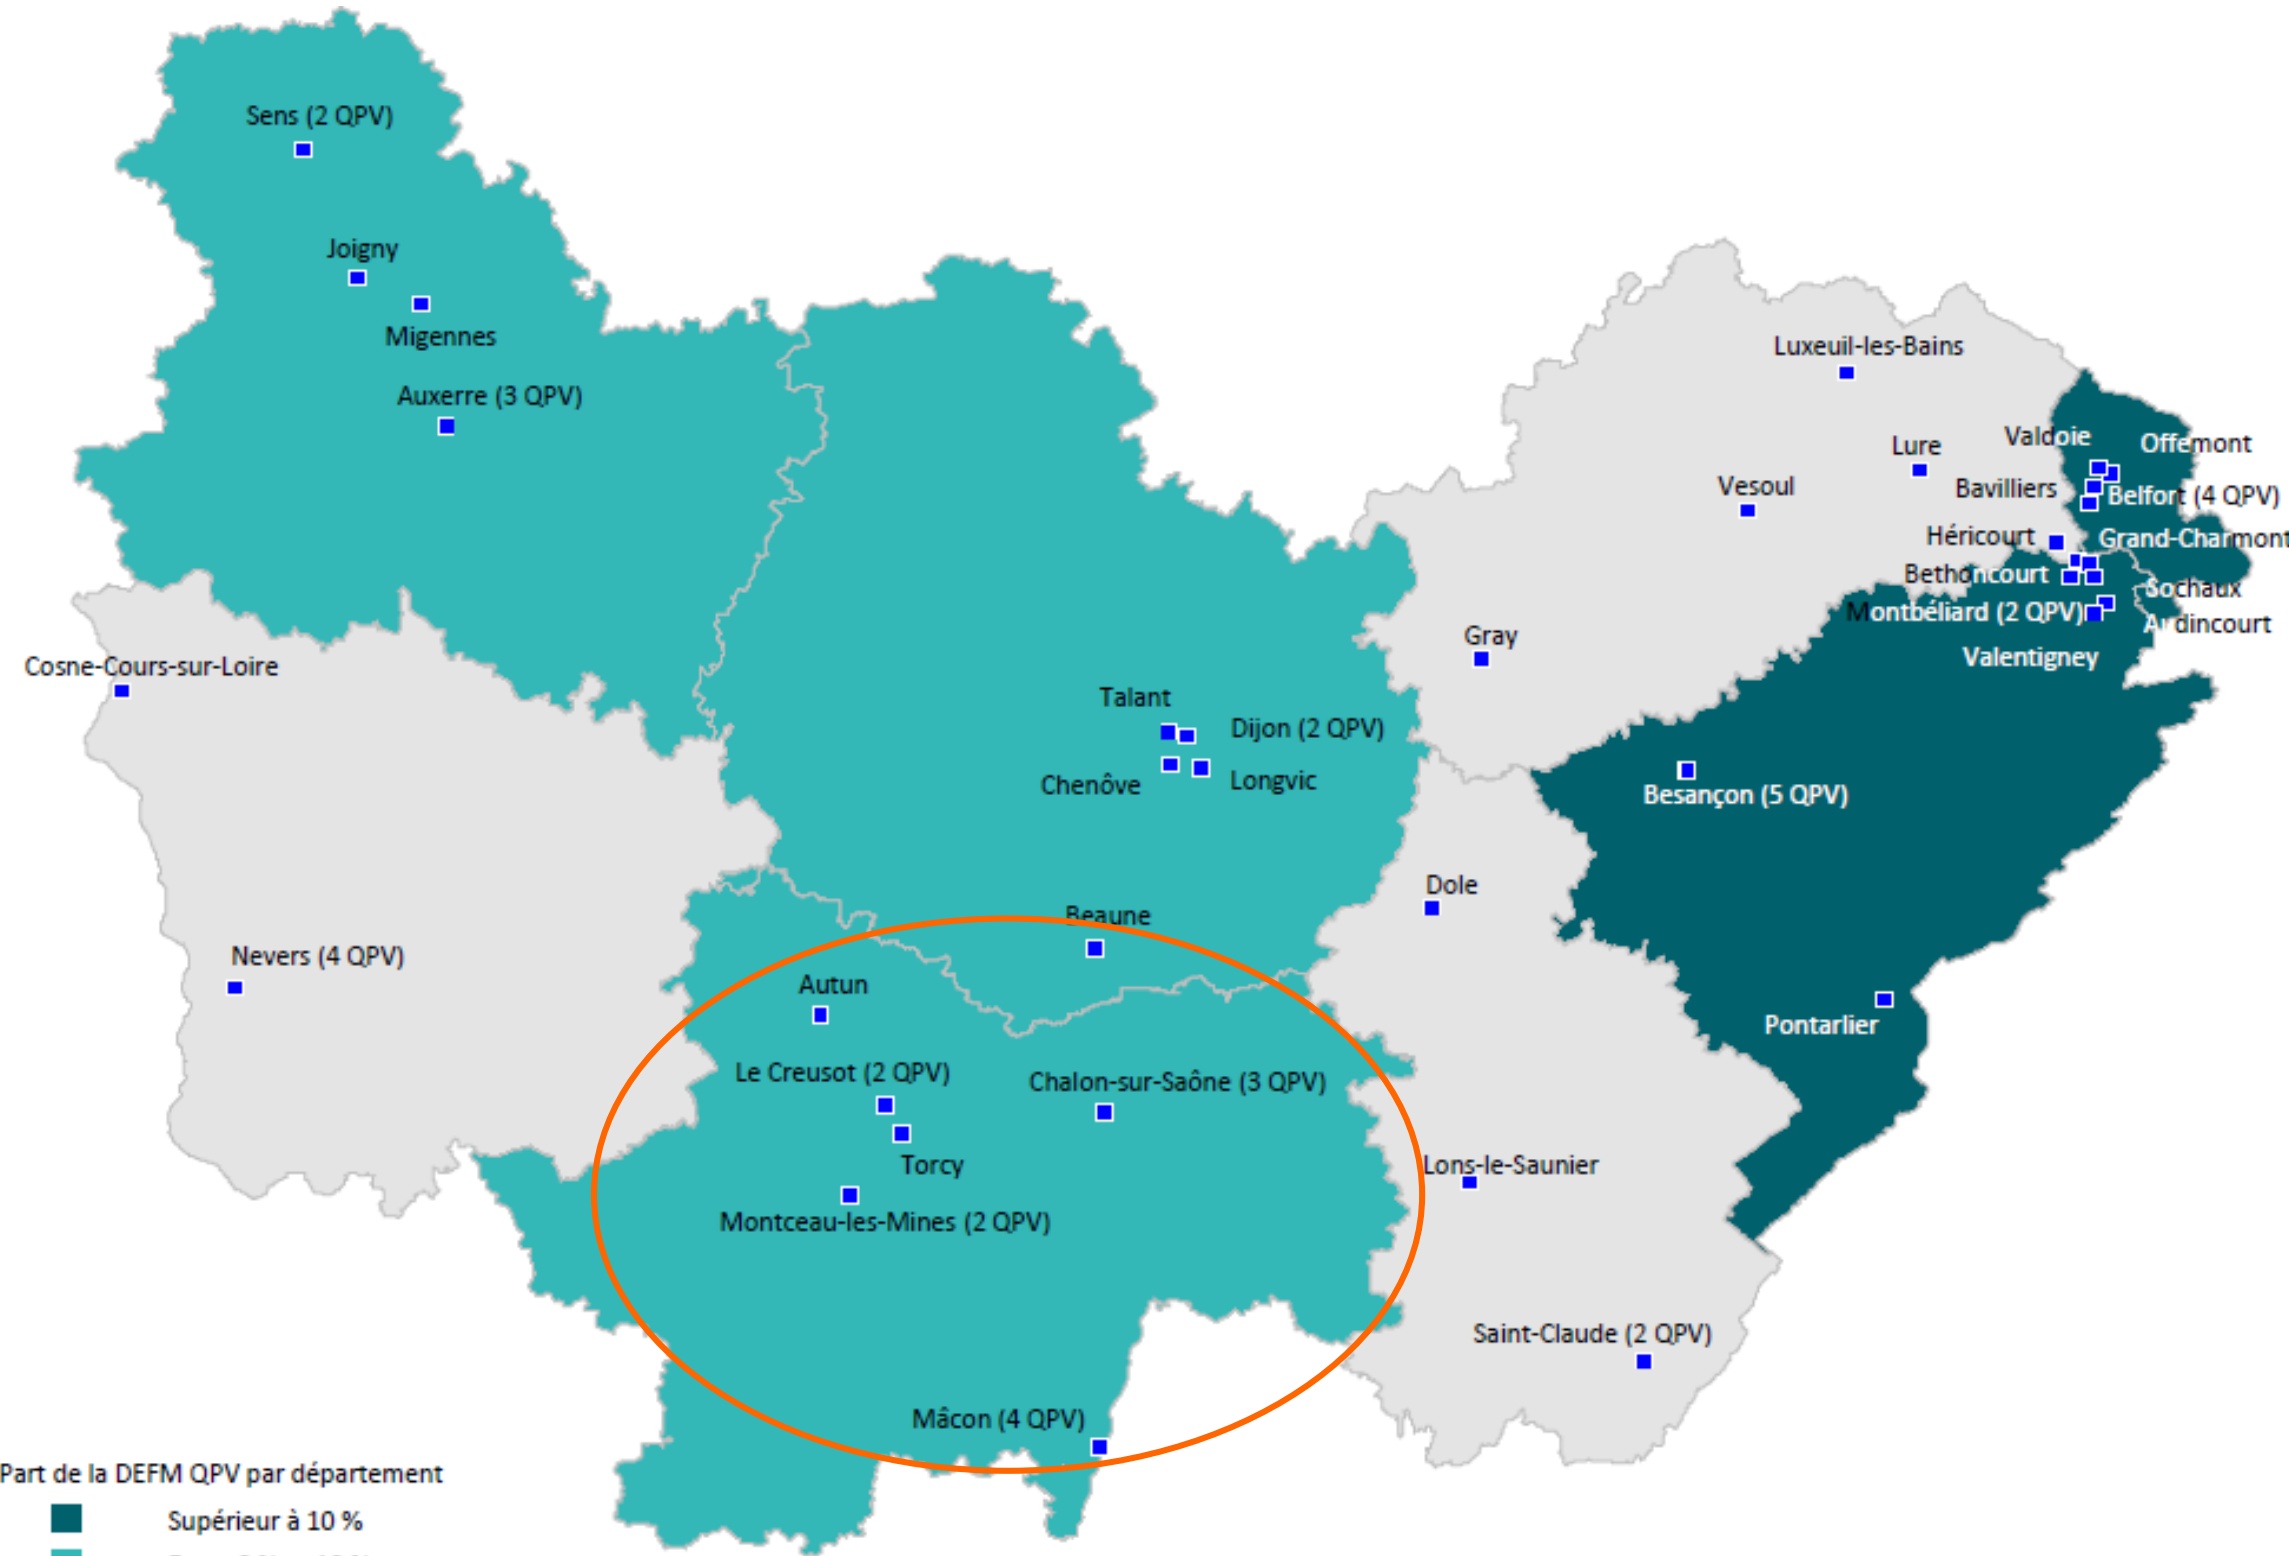 Sens (2 QPV)
Joigny
Migennes
Auxerre (3 QPV)
Luxeuil-les-Bains
Valdoie
Offemont
Lure
Vesoul
Bavilliers
Belfort (4 QPV)
Héricourt
Grand-Charmont
Bethoncourt
Sochaux
Montbéliard (2 QPV)
Audincourt
Gray
Valentigney
Cosne-Cours-sur-Loire
Talant
Dijon (2 QPV)
Chenôve
Longvic
Besançon (5 QPV)
Dole
Beaune
Nevers (4 QPV)
Autun
Pontarlier
Le Creusot (2 QPV)
Chalon-sur-Saône (3 QPV)
Torcy
Lons-le-Saunier
Montceau-les-Mines (2 QPV)
Saint-Claude (2 QPV)
Mâcon (4 QPV)
Part de la DEFM QPV par département
Supérieur à 10 %